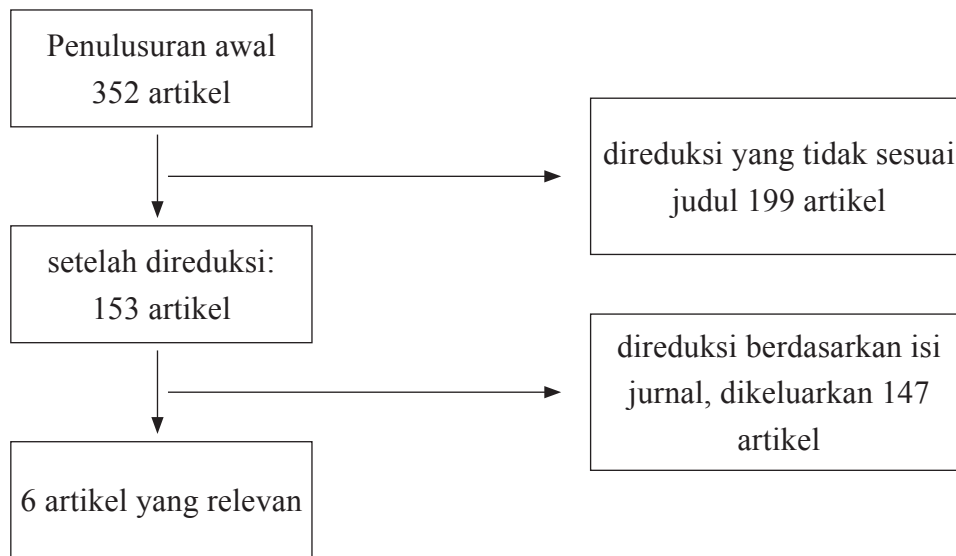 Penulusuran awal
352 artikel
direduksi yang tidak sesuai
judul 199 artikel
setelah direduksi:
153 artikel
direduksi berdasarkan isi
jurnal, dikeluarkan 147
artikel
6 artikel yang relevan